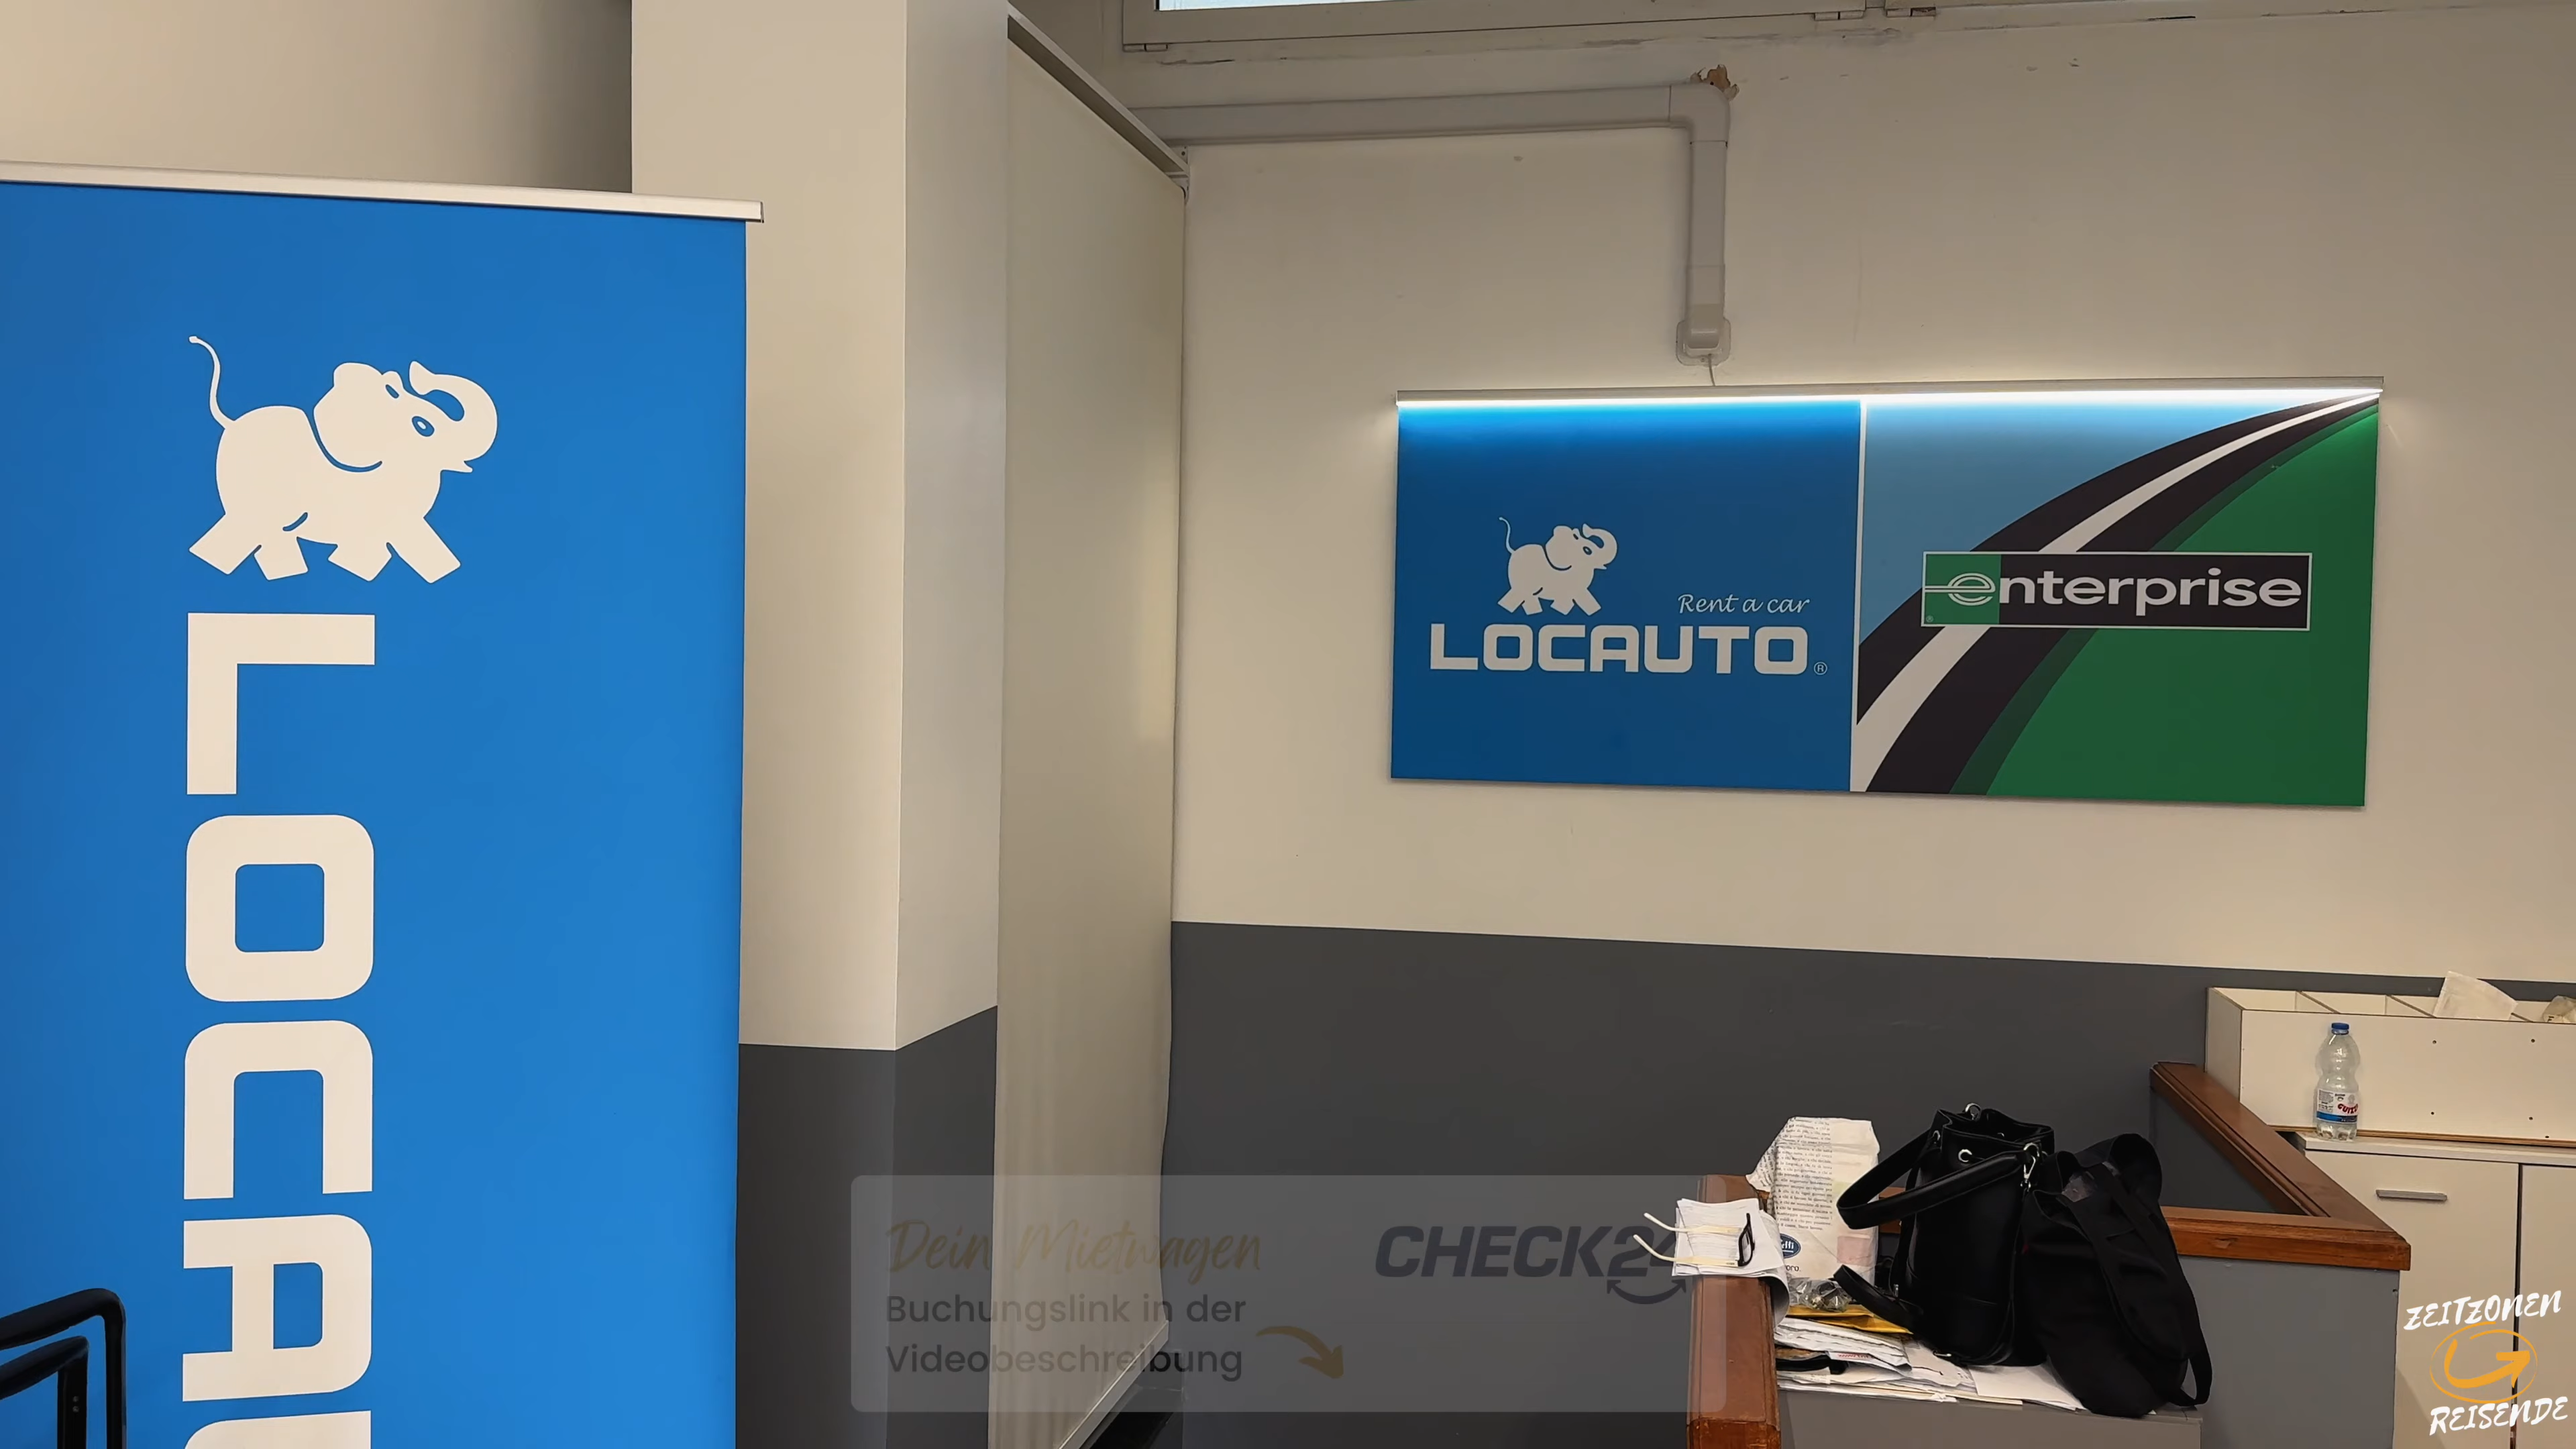 LOCAU
Rent a car
LOCAUTO®
enterprise
Dein Mietwagen
Buchungslink in der
Videobeschreibung
CHECK24
ZEITZONEN
REISENDE